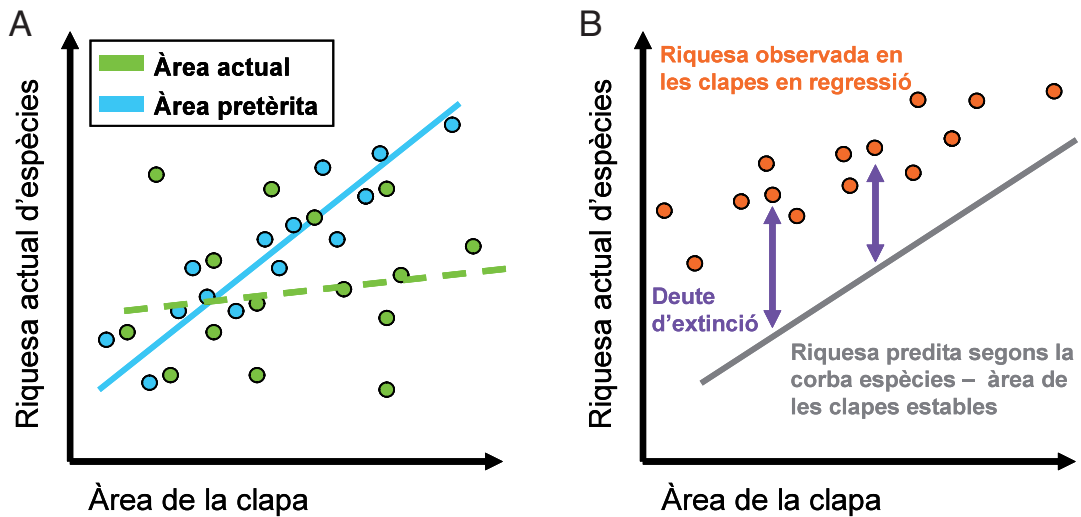 A
Àrea actual
Àrea pretèrita
Riquesa actual d'espècies
Àrea de la clapa
B
Riquesa observada en
les clapes en regressió
Deute
d'extinció
Riquesa predita segons la
corba espècies – àrea de
les clapes estables
Riquesa actual d'espècies
Àrea de la clapa